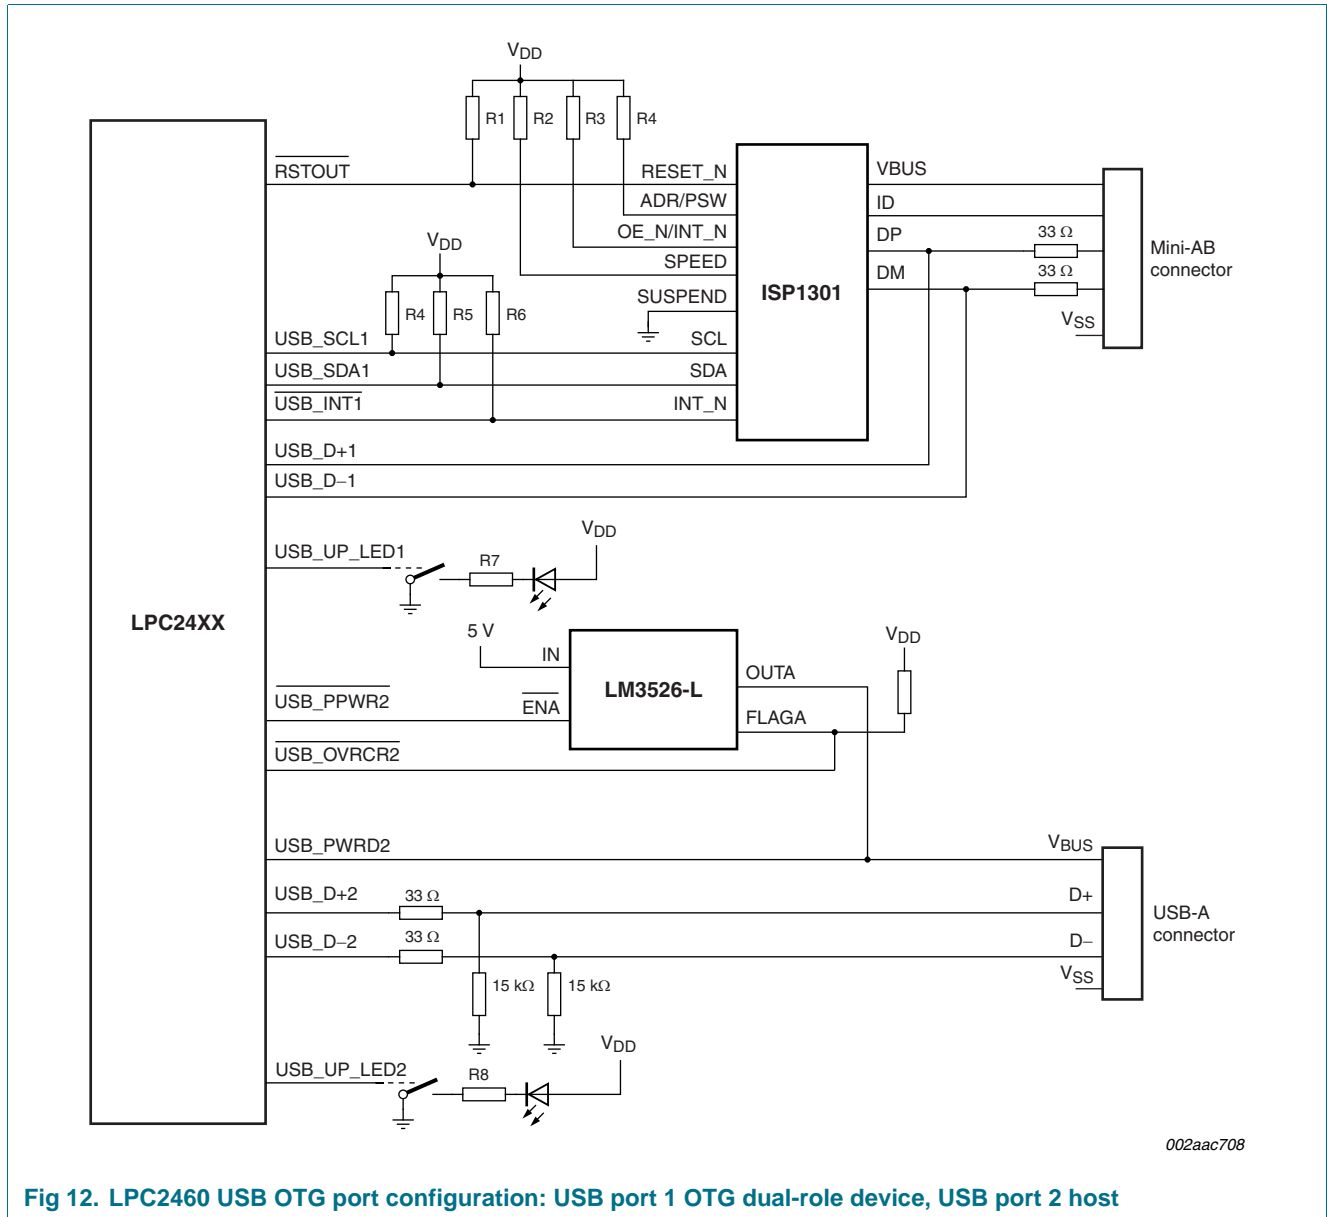 VDD
R1 R2 R3 R4
RSTOUT
RESET_N
VBUS
ADR/PSW
ID
OE_N/INT_N
DP
33 Ω
SPEED
DM
33 Ω
Mini-AB
connector
VDD
SUSPEND
ISP1301
R4 R5 R6
VSS
USB_SCL1
SCL
USB_SDA1
SDA
USB_INT1
INT_N
USB_D+1
USB_D–1
VDD
USB_UP_LED1
R7
LPC24XX
5 V
VDD
IN
OUTA
LM3526-L
USB_PPWR2
ENA
FLAGA
USB_OVRCR2
USB_PWRD2
VBUS
USB_D+2
33 Ω
D+
USB-A
connector
USB_D–2
33 Ω
D–
VSS
15 kΩ 15 kΩ
VDD
USB_UP_LED2
R8
002aac708
Fig 12. LPC2460 USB OTG port configuration: USB port 1 OTG dual-role device, USB port 2 host